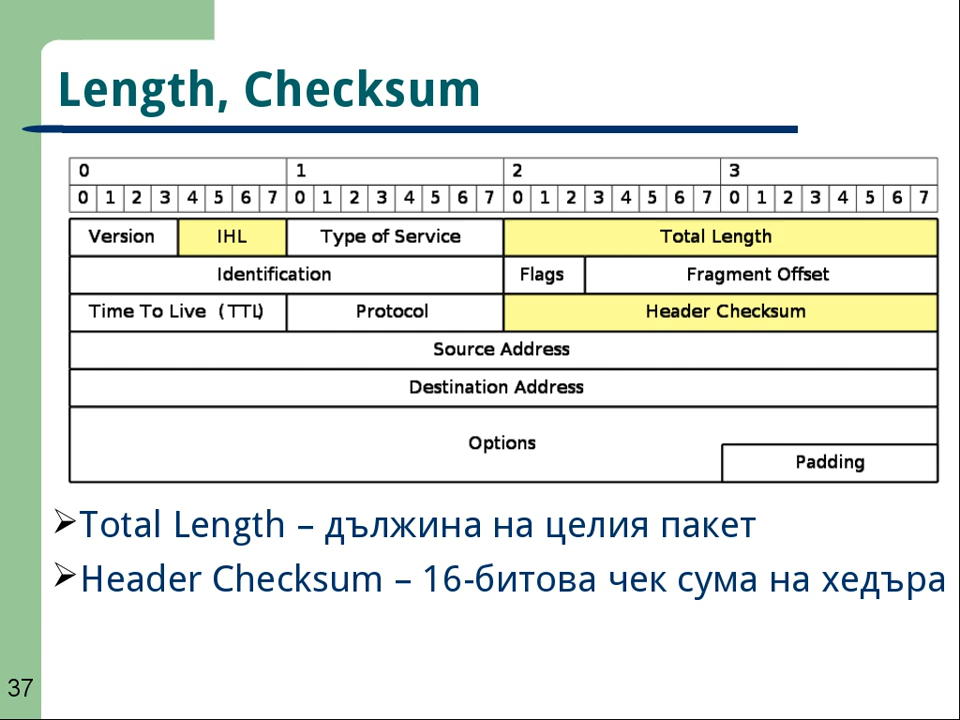 Length, Checksum
0 1 2 3
0 1 2 3 4 5 6 7 0 1 2 3 4 5 6 7 0 1 2 3 4 5 6 7 0 1 2 3 4 5 6 7
Version IHL Type of Service Total Length
Identification Flags Fragment Offset
Time To Live (TTL) Protocol Header Checksum
Source Address
Destination Address
Options
Padding
Total Length – дължина на целия пакет
Header Checksum – 16-битова чек сума на хедъра
37